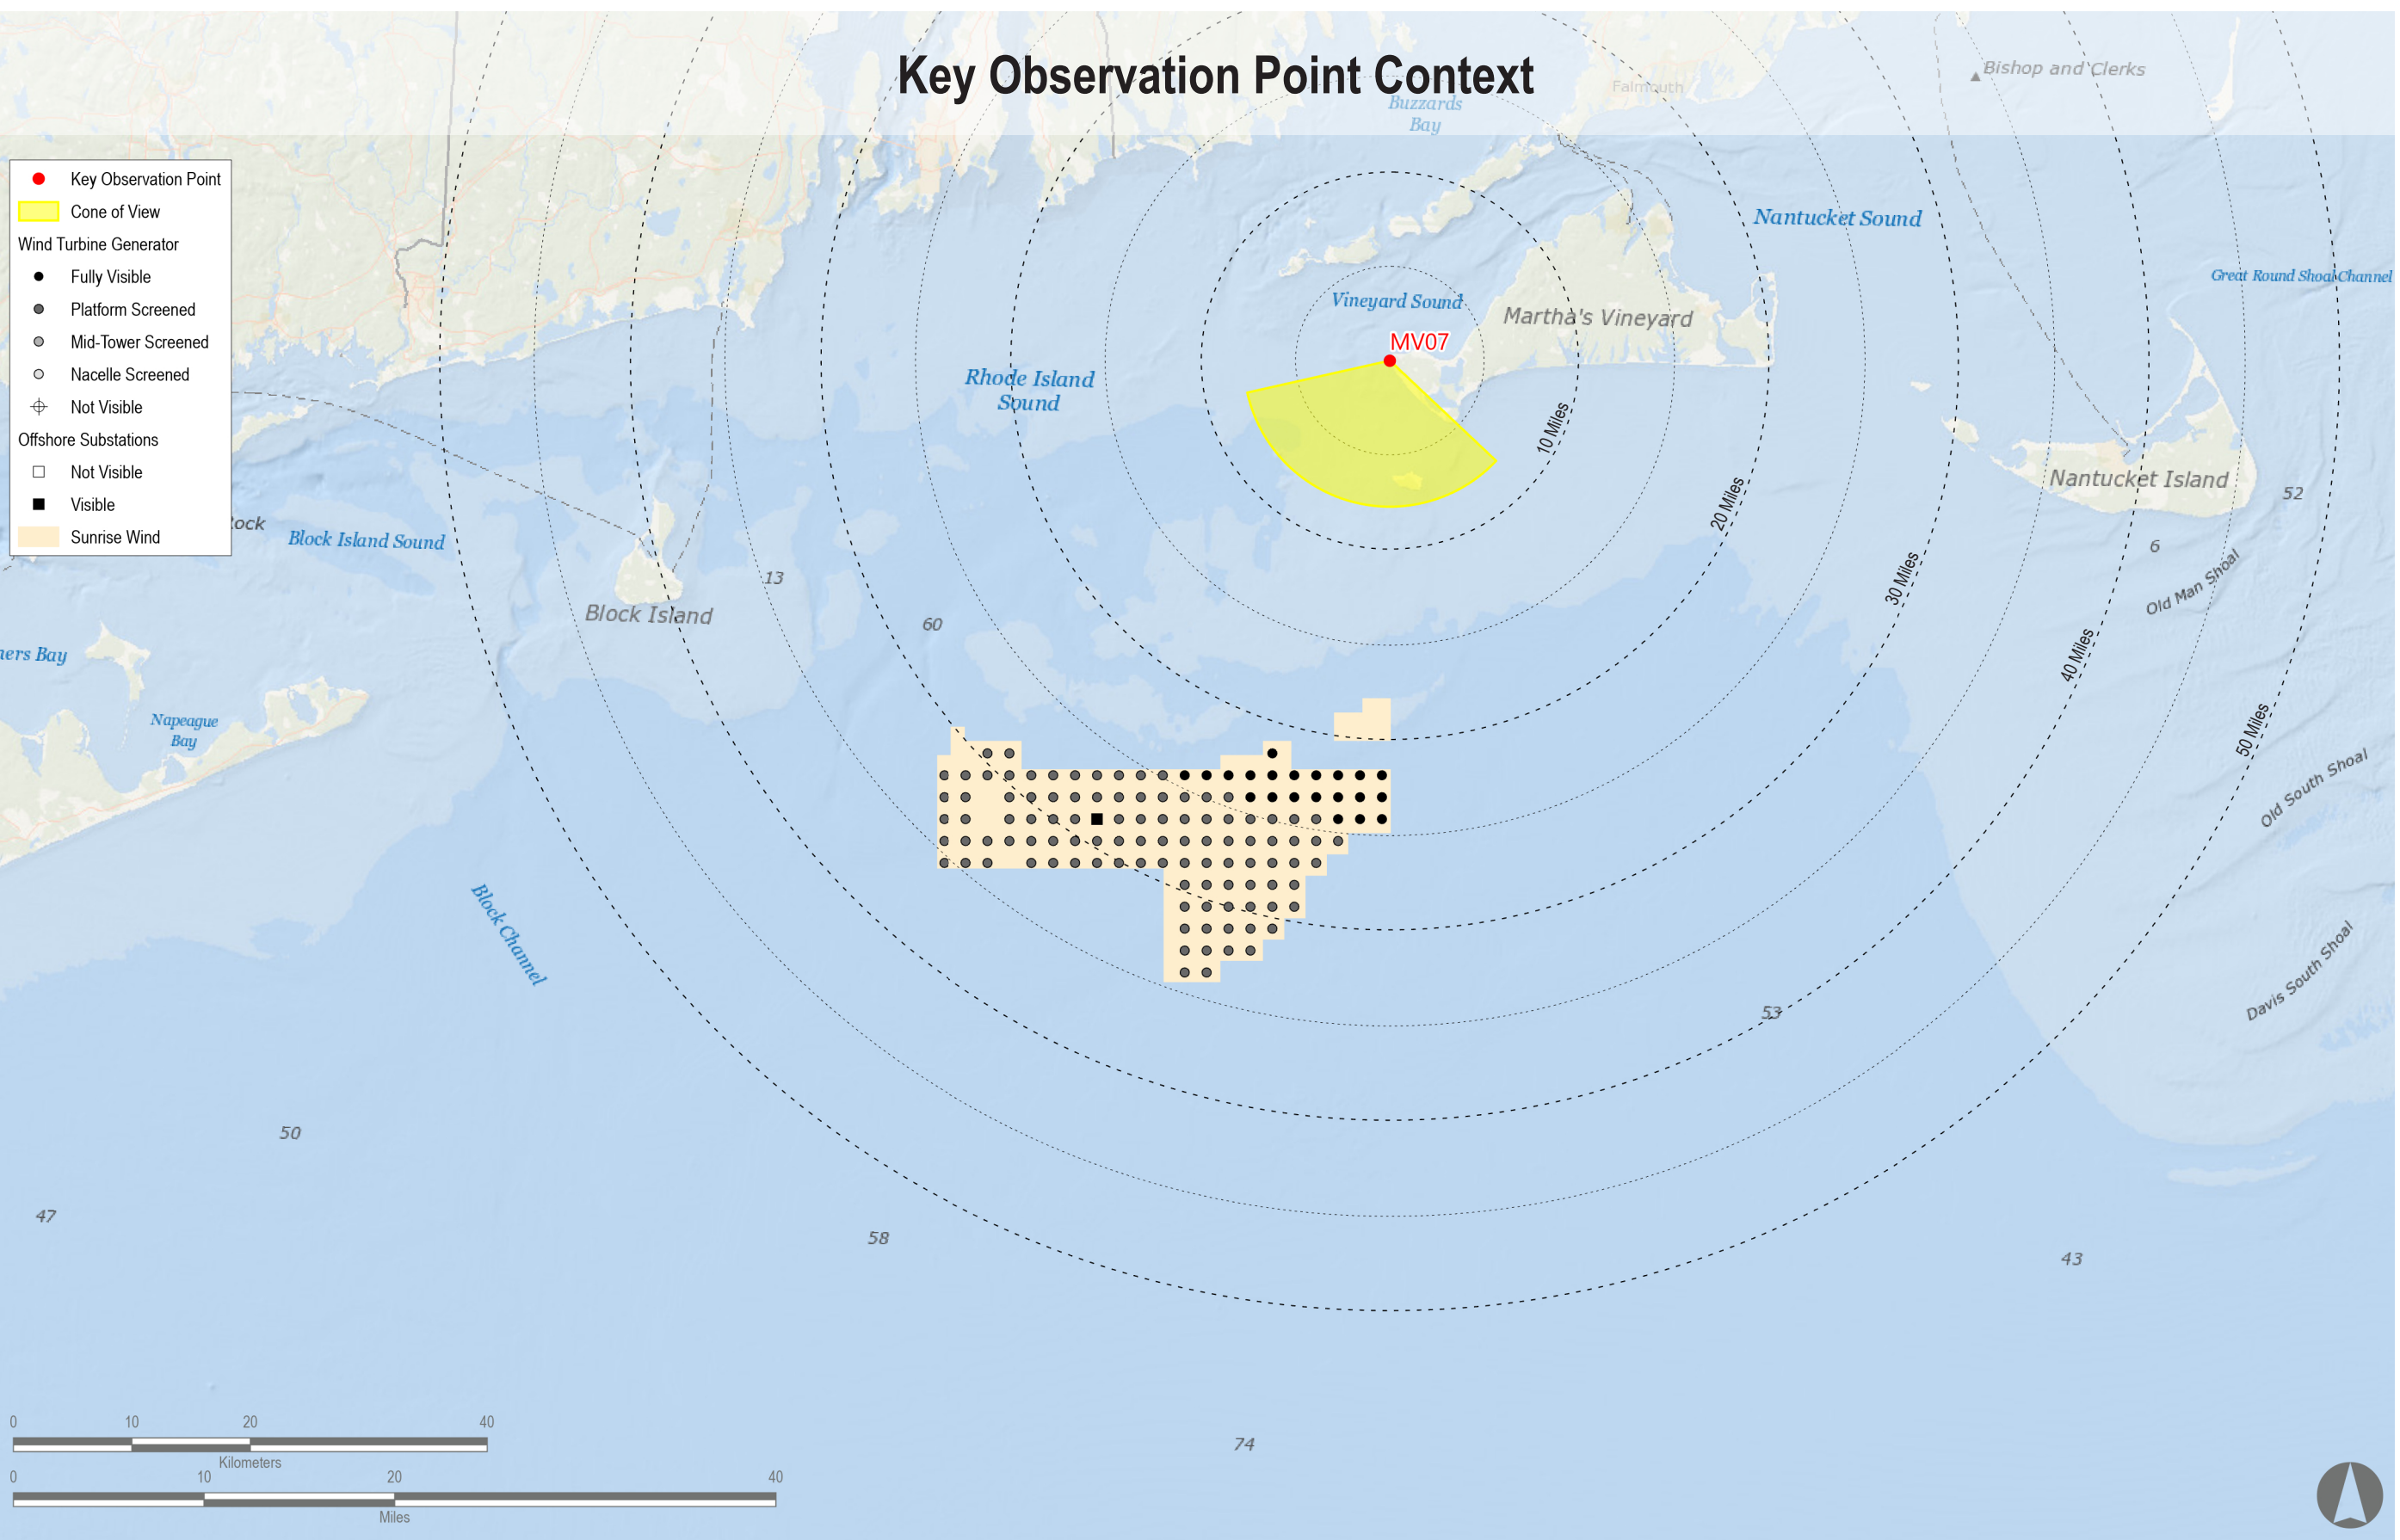 Key Observation Point Context
Bishop and Clerks
Falmouth
Buzzards
Bay
Key Observation Point
Cone of View
Wind Turbine Generator
Fully Visible
Platform Screened
Mid-Tower Screened
Nacelle Screened
Not Visible
Offshore Substations
Not Visible
Visible
Sunrise Wind
Nantucket Sound
Great Round Shoal Channel
Vineyard Sound
Martha's Vineyard
MV07
Rhode Island
Sound
10 Miles
20 Miles
30 Miles
40 Miles
50 Miles
Nantucket Island
52
6
Old Man Shoal
Block Island Sound
13
Block Island
60
Napeague
Bay
Old South Shoal
Block Channel
Davis South Shoal
53
50
47
58
43
74
0 10 20 40
Kilometers
0 10 20 40
Miles